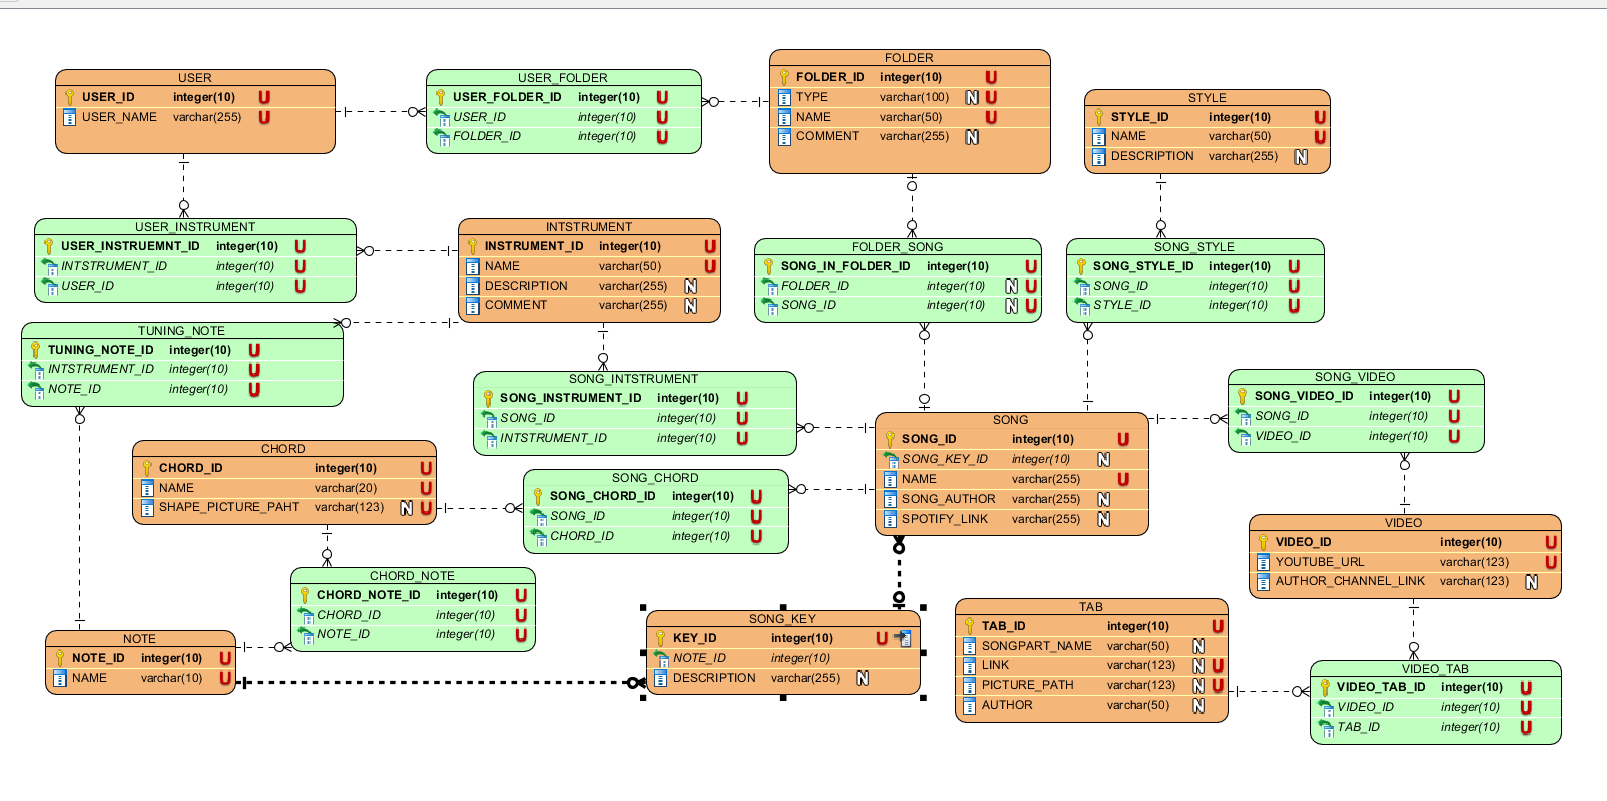 USER
USER_ID integer(10) U
USER_NAME varchar(255) U
USER_FOLDER
USER_FOLDER_ID integer(10) U
USER_ID integer(10) U
FOLDER_ID integer(10) U
FOLDER
FOLDER_ID integer(10) U
TYPE varchar(100) N U
NAME varchar(50) U
COMMENT varchar(255) N
STYLE
STYLE_ID integer(10) U
NAME varchar(50) U
DESCRIPTION varchar(255) N
USER_INSTRUMENT
USER_INSTRUEMNT_ID integer(10) U
INTSTRUMENT_ID integer(10) U
USER_ID integer(10) U
INTSTRUMENT
INSTRUMENT_ID integer(10) U
NAME varchar(50) U
DESCRIPTION varchar(255) N
COMMENT varchar(255) N
FOLDER_SONG
SONG_IN_FOLDER_ID integer(10) U
FOLDER_ID integer(10) N U
SONG_ID integer(10) N U
SONG_STYLE
SONG_STYLE_ID integer(10) U
SONG_ID integer(10) U
STYLE_ID integer(10) U
TUNING_NOTE
TUNING_NOTE_ID integer(10) U
INTSTRUMENT_ID integer(10) U
NOTE_ID integer(10) U
SONG_INTSTRUMENT
SONG_INSTRUMENT_ID integer(10) U
SONG_ID integer(10) U
INTSTRUMENT_ID integer(10) U
SONG
SONG_ID integer(10) U
SONG_KEY_ID integer(10) N
NAME varchar(255) U
SONG_AUTHOR varchar(255) N
SPOTIFY_LINK varchar(255) N
SONG_VIDEO
SONG_VIDEO_ID integer(10) U
SONG_ID integer(10) U
VIDEO_ID integer(10) U
CHORD
CHORD_ID integer(10) U
NAME varchar(20) U
SHAPE_PICTURE_PAHT varchar(123) N U
SONG_CHORD
SONG_CHORD_ID integer(10) U
SONG_ID integer(10) U
CHORD_ID integer(10) U
VIDEO
VIDEO_ID integer(10) U
YOUTUBE_URL varchar(123) U
AUTHOR_CHANNEL_LINK varchar(123) N
CHORD_NOTE
CHORD_NOTE_ID integer(10) U
CHORD_ID integer(10) U
NOTE_ID integer(10) U
NOTE
NOTE_ID integer(10) U
NAME varchar(10) U
SONG_KEY
KEY_ID integer(10) U
NOTE_ID integer(10)
DESCRIPTION varchar(255) N
TAB
TAB_ID integer(10) U
SONGPART_NAME varchar(50) N
LINK varchar(123) N U
PICTURE_PATH varchar(123) N U
AUTHOR varchar(50) N
VIDEO_TAB
VIDEO_TAB_ID integer(10) U
VIDEO_ID integer(10) U
TAB_ID integer(10) U